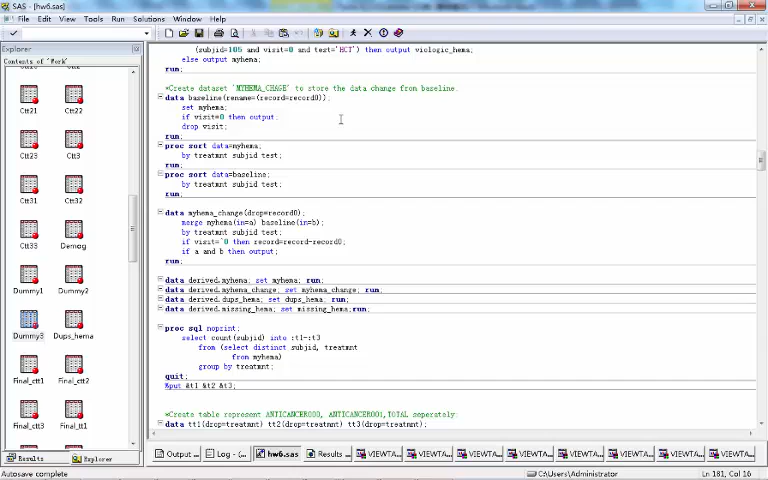 SAS - [hw6.sas]
File Edit View Tools Run Solutions Window Help
Explorer
Contents of 'Work'
Ctt21 Ctt22
Ctt23 Ctt3
Ctt31 Ctt32
Ctt33 Demog
Dummy1 Dummy2
Dummy3 Dups_hema
Final_ctt1 Final_ctt2
Final_ctt3 Final_tt1
Results Explorer
(subjid=105 and visit=0 and test='HCT') then output viologic_hema;
else output myhema;
run;
*Create dataset 'MYHEMA_CHAGE' to store the data change from baseline.
data baseline(rename=(record=record0));
set myhema;
if visit=0 then output;
drop visit;
run;
proc sort data=myhema;
by treatmnt subjid test;
run;
proc sort data=baseline;
by treatmnt subjid test;
run;
data myhema_change(drop=record0);
merge myhema(in=a) baseline(in=b);
by treatmnt subjid test;
if visit^=0 then record=record-record0;
if a and b then output;
run;
data derived.myhema; set myhema; run;
data derived.myhema_change; set myhema_change; run;
data derived.dups_hema; set dups_hema; run;
data derived.missing_hema; set missing_hema;run;
proc sql noprint;
select count(subjid) into :t1-:t3
from (select distinct subjid, treatmnt
from myhema)
group by treatmnt;
quit;
%put &t1 &t2 &t3;
*Create table represent ANTICANCER000, ANTICANCER001,TOTAL seperately;
data tt1(drop=treatmnt) tt2(drop=treatmnt) tt3(drop=treatmnt);
Output ... Log - (... hw6.sas Results ... VIEWTA... VIEWTA... VIEWTA... VIEWTA... VIEWTA... VIEWTA... VIEWTA... VIEWTA...
Autosave complete C:\Users\Administrator Ln 181, Col 16